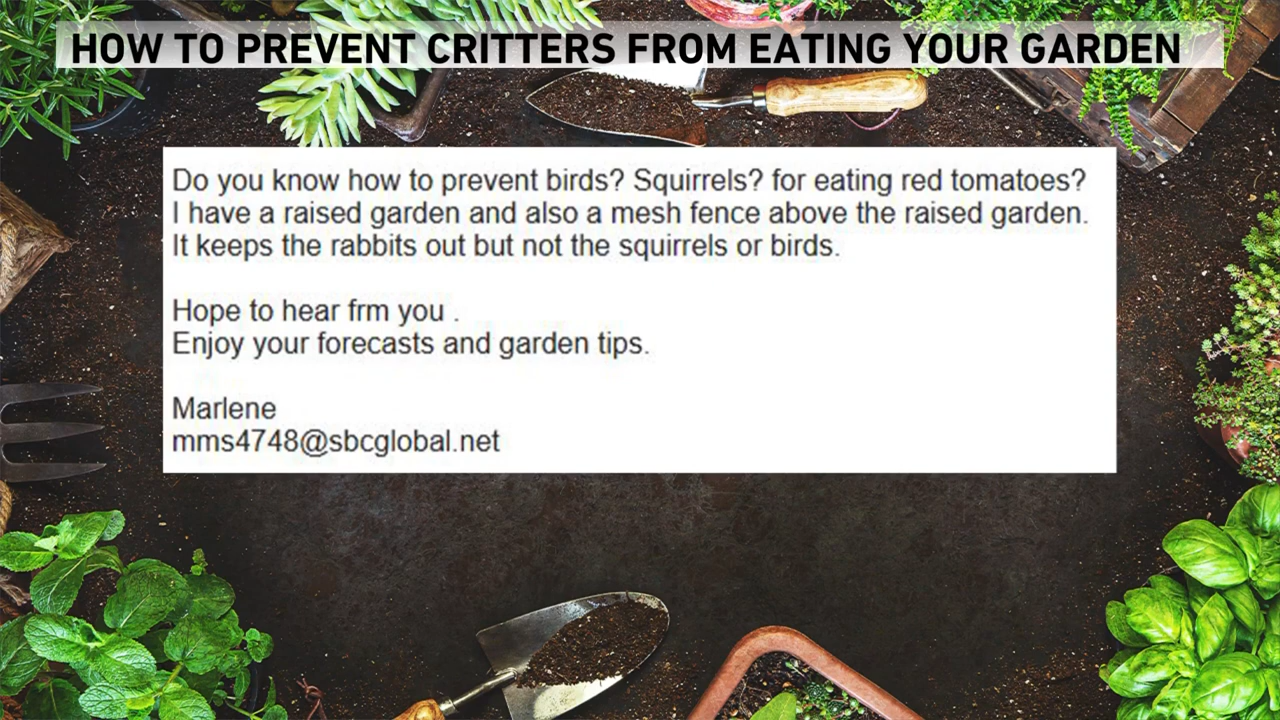 HOW TO PREVENT CRITTERS FROM EATING YOUR GARDEN
Do you know how to prevent birds? Squirrels? for eating red tomatoes?
I have a raised garden and also a mesh fence above the raised garden.
It keeps the rabbits out but not the squirrels or birds.
Hope to hear frm you .
Enjoy your forecasts and garden tips.
Marlene
mms4748@sbcglobal.net